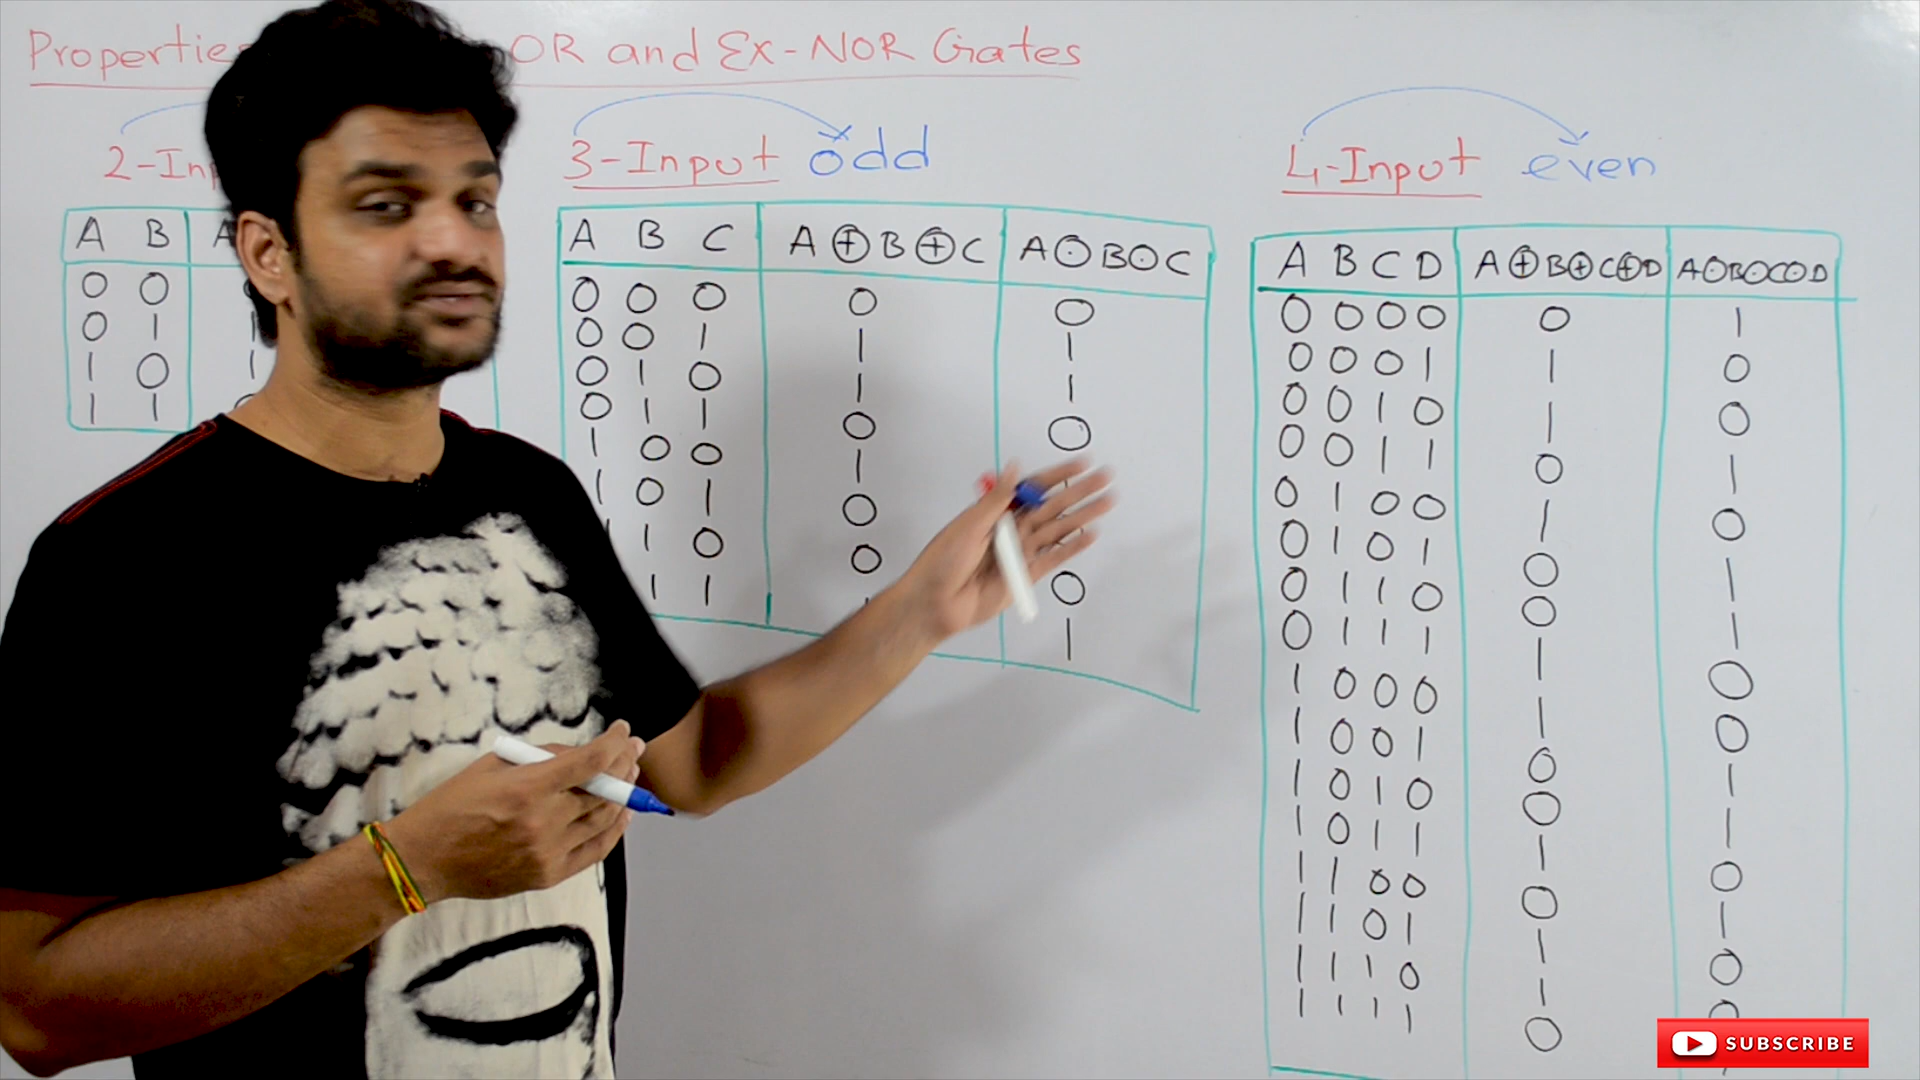 Properties OR and Ex-NOR Gates
2-Inp
A B A
0 0
0 1 1
1 0 1
1 1 0
3-Input odd
A B C A⊕B⊕C A⊙B⊙C
0 0 0 0 0
0 0 1 1 1
0 1 0 1 1
0 1 1 0 0
1 0 0 1
1 0 1 0
1 1 0 0 0
1 1 1 1
4-Input even
A B C D A⊕B⊕C⊕D A⊙B⊙C⊙D
0 0 0 0 0 1
0 0 0 1 1 0
0 0 1 0 1 0
0 0 1 1 0 1
0 1 0 0 1 0
0 1 0 1 0 1
0 1 1 0 0 1
0 1 1 1 1 0
1 0 0 0 1 0
1 0 0 1 0 1
1 0 1 0 0 1
1 0 1 1 1 0
1 1 0 0 0 1
1 1 0 1 1 0
1 1 1 0 1 0
1 1 1 1 0
SUBSCRIBE